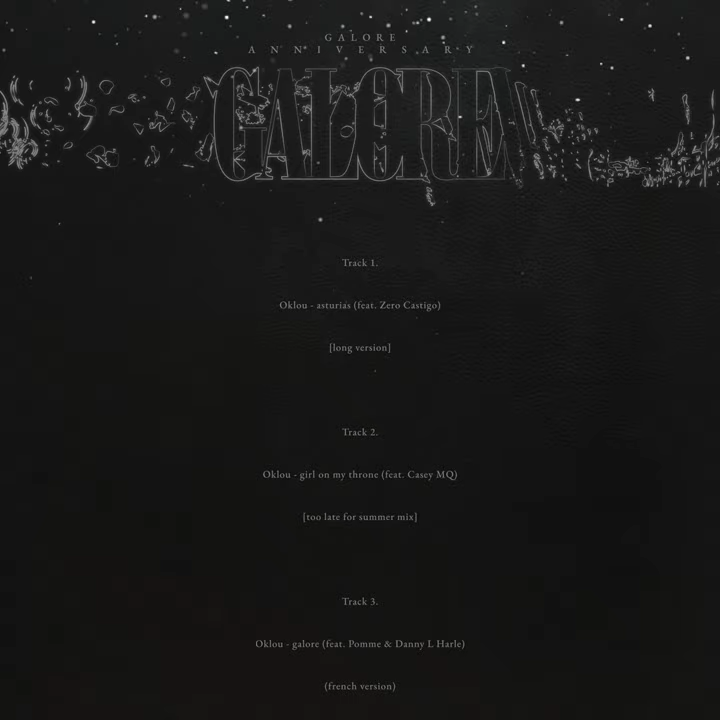 GALORE
ANNIVERSARY
GALORE
Track 1.
Oklou - asturias (feat. Zero Castigo)
[long version]
Track 2.
Oklou - girl on my throne (feat. Casey MQ)
[too late for summer mix]
Track 3.
Oklou - galore (feat. Pomme & Danny L Harle)
(french version)